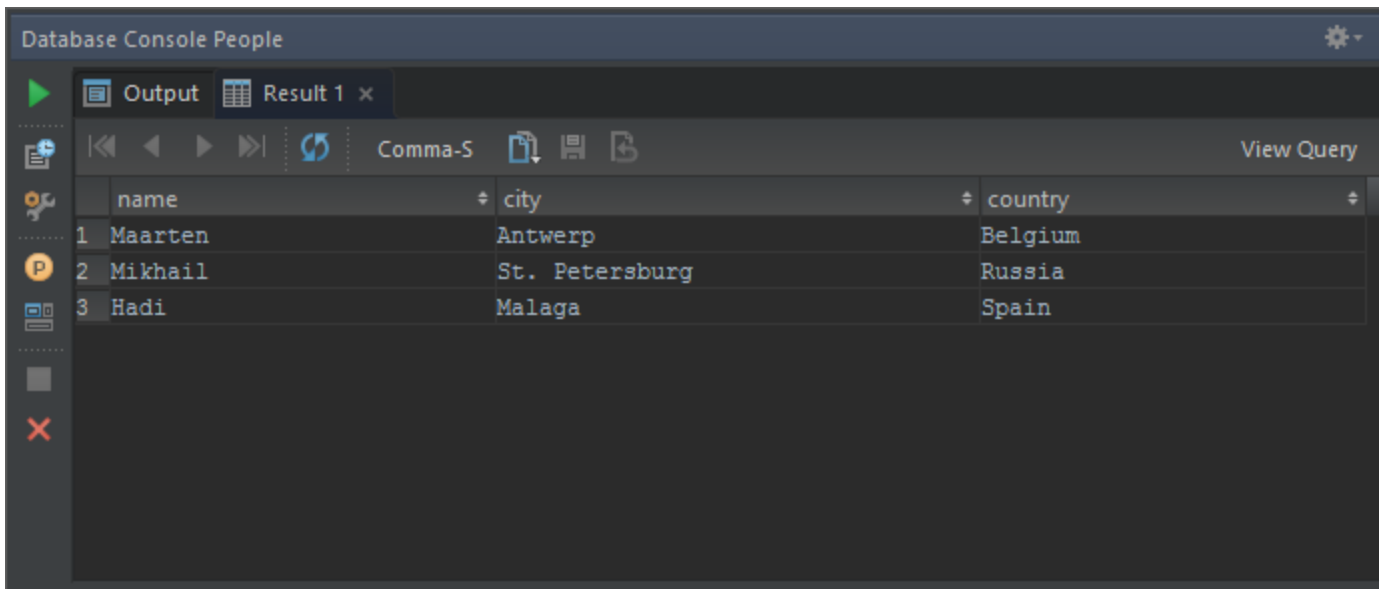 Database Console People
Output Result 1
Comma-S View Query
name city country
1 Maarten Antwerp Belgium
2 Mikhail St. Petersburg Russia
3 Hadi Malaga Spain
P